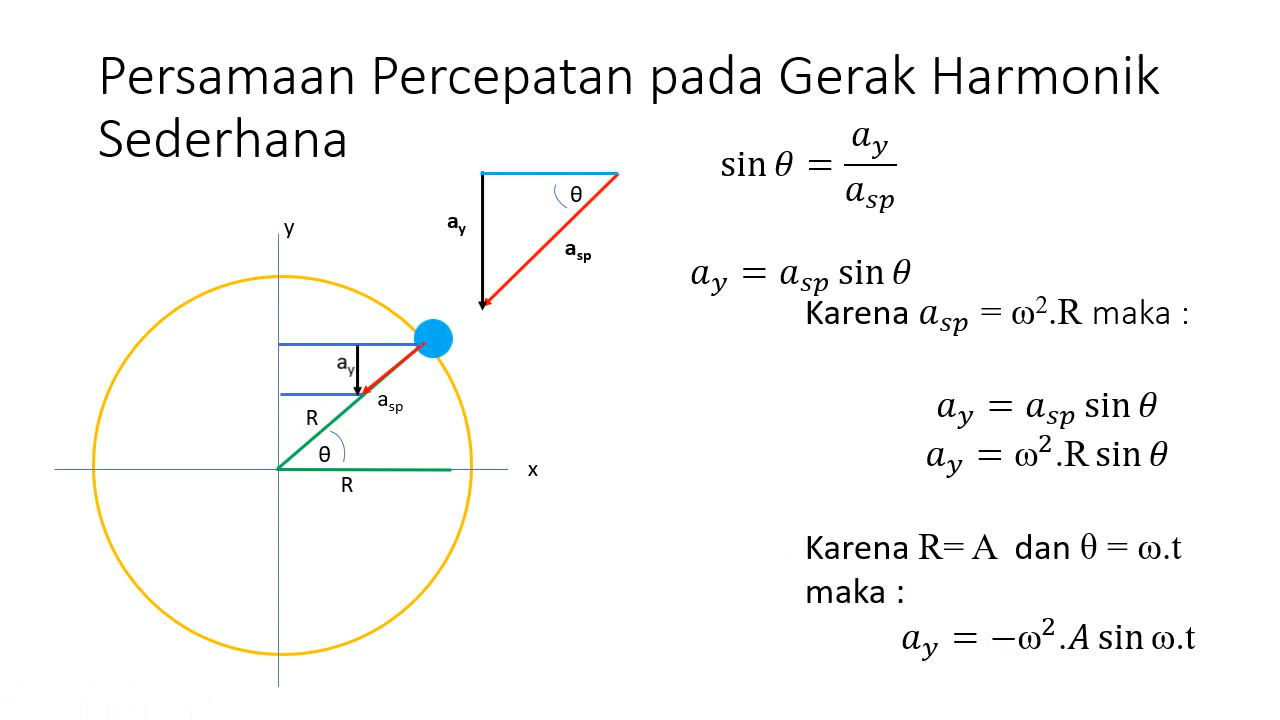 Persamaan Percepatan pada Gerak Harmonik
Sederhana
sin θ = a_y / a_sp
a_y = a_sp sin θ
Karena a_sp = ω².R maka :
a_y = a_sp sin θ
a_y = ω².R sin θ
Karena R= A dan θ = ω.t
maka :
a_y = −ω².A sin ω.t
θ
a_y
a_sp
y
a_y
a_sp
R
θ
x
R